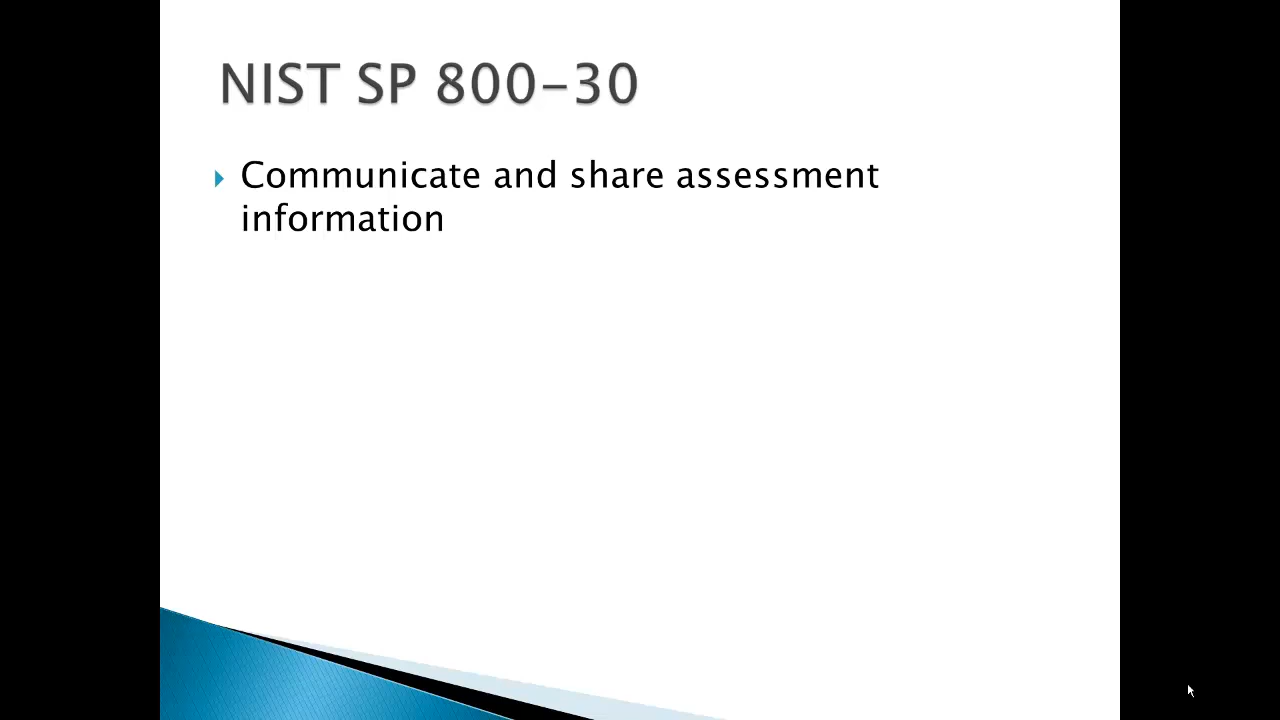 NIST SP 800-30
Communicate and share assessment
information